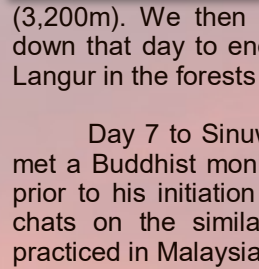 (3,200m). We then
down that day to en
Langur in the forests
Day 7 to Sinuw
met a Buddhist mon
prior to his initiation
chats on the simila
practiced in Malaysia